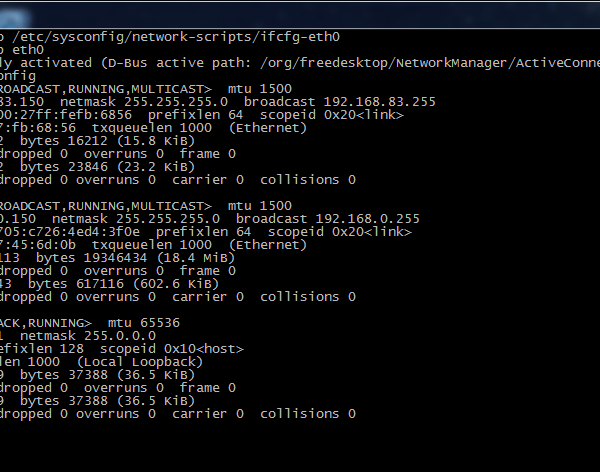 /etc/sysconfig/network-scripts/ifcfg-eth0
eth0
activated (D-Bus active path: /org/freedesktop/NetworkManager/ActiveConne
onfig
ROADCAST,RUNNING,MULTICAST>  mtu 1500
83.150  netmask 255.255.255.0  broadcast 192.168.83.255
00:27ff:fefb:6856  prefixlen 64  scopeid 0x20<link>
7:fb:68:56  txqueuelen 1000  (Ethernet)
2  bytes 16212 (15.8 KiB)
dropped 0  overruns 0  frame 0
2  bytes 23846 (23.2 KiB)
dropped 0 overruns 0  carrier 0  collisions 0
ROADCAST,RUNNING,MULTICAST>  mtu 1500
0.150  netmask 255.255.255.0  broadcast 192.168.0.255
705:c726:4ed4:3f0e  prefixlen 64  scopeid 0x20<link>
7:45:6d:0b  txqueuelen 1000  (Ethernet)
113  bytes 19346434 (18.4 MiB)
dropped 0  overruns 0  frame 0
43  bytes 617116 (602.6 KiB)
dropped 0 overruns 0  carrier 0  collisions 0
ACK,RUNNING>  mtu 65536
1  netmask 255.0.0.0
efixlen 128  scopeid 0x10<host>
len 1000  (Local Loopback)
9  bytes 37388 (36.5 KiB)
dropped 0  overruns 0  frame 0
9  bytes 37388 (36.5 KiB)
dropped 0 overruns 0  carrier 0  collisions 0